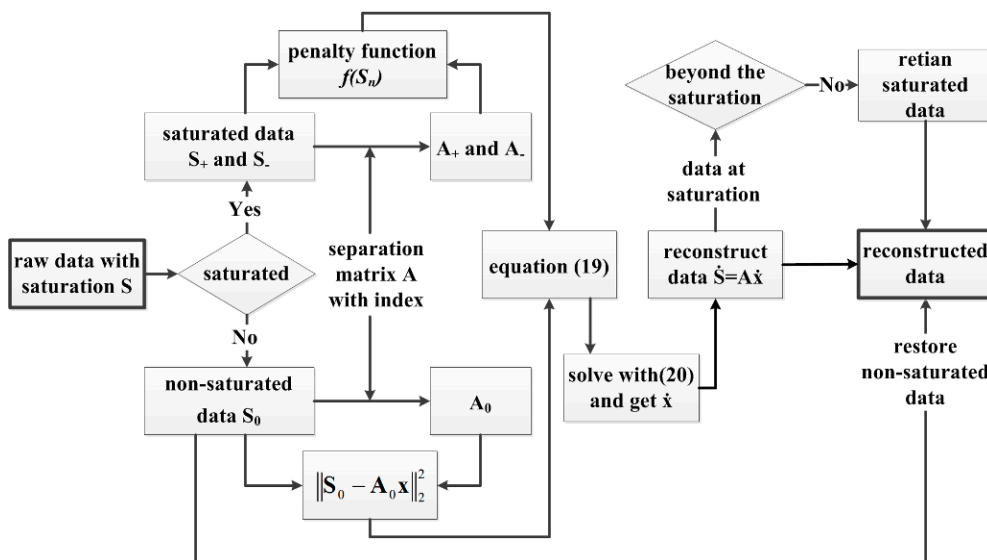 penalty function
f(Sₙ)
saturated data
S₊ and S₋
A₊ and A₋
Yes
raw data with
saturation S
saturated
separation
matrix A
with index
No
non-saturated
data S₀
A₀
‖S₀ − A₀x‖₂²
equation (19)
solve with(20)
and get ẋ
beyond the
saturation
No
retian
saturated
data
data at
saturation
reconstruct
data Ṡ=Aẋ
reconstructed
data
restore
non-saturated
data